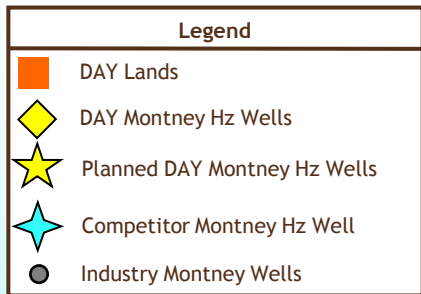 Legend
DAY Lands
DAY Montney Hz Wells
Planned DAY Montney Hz Wells
Competitor Montney Hz Well
Industry Montney Wells